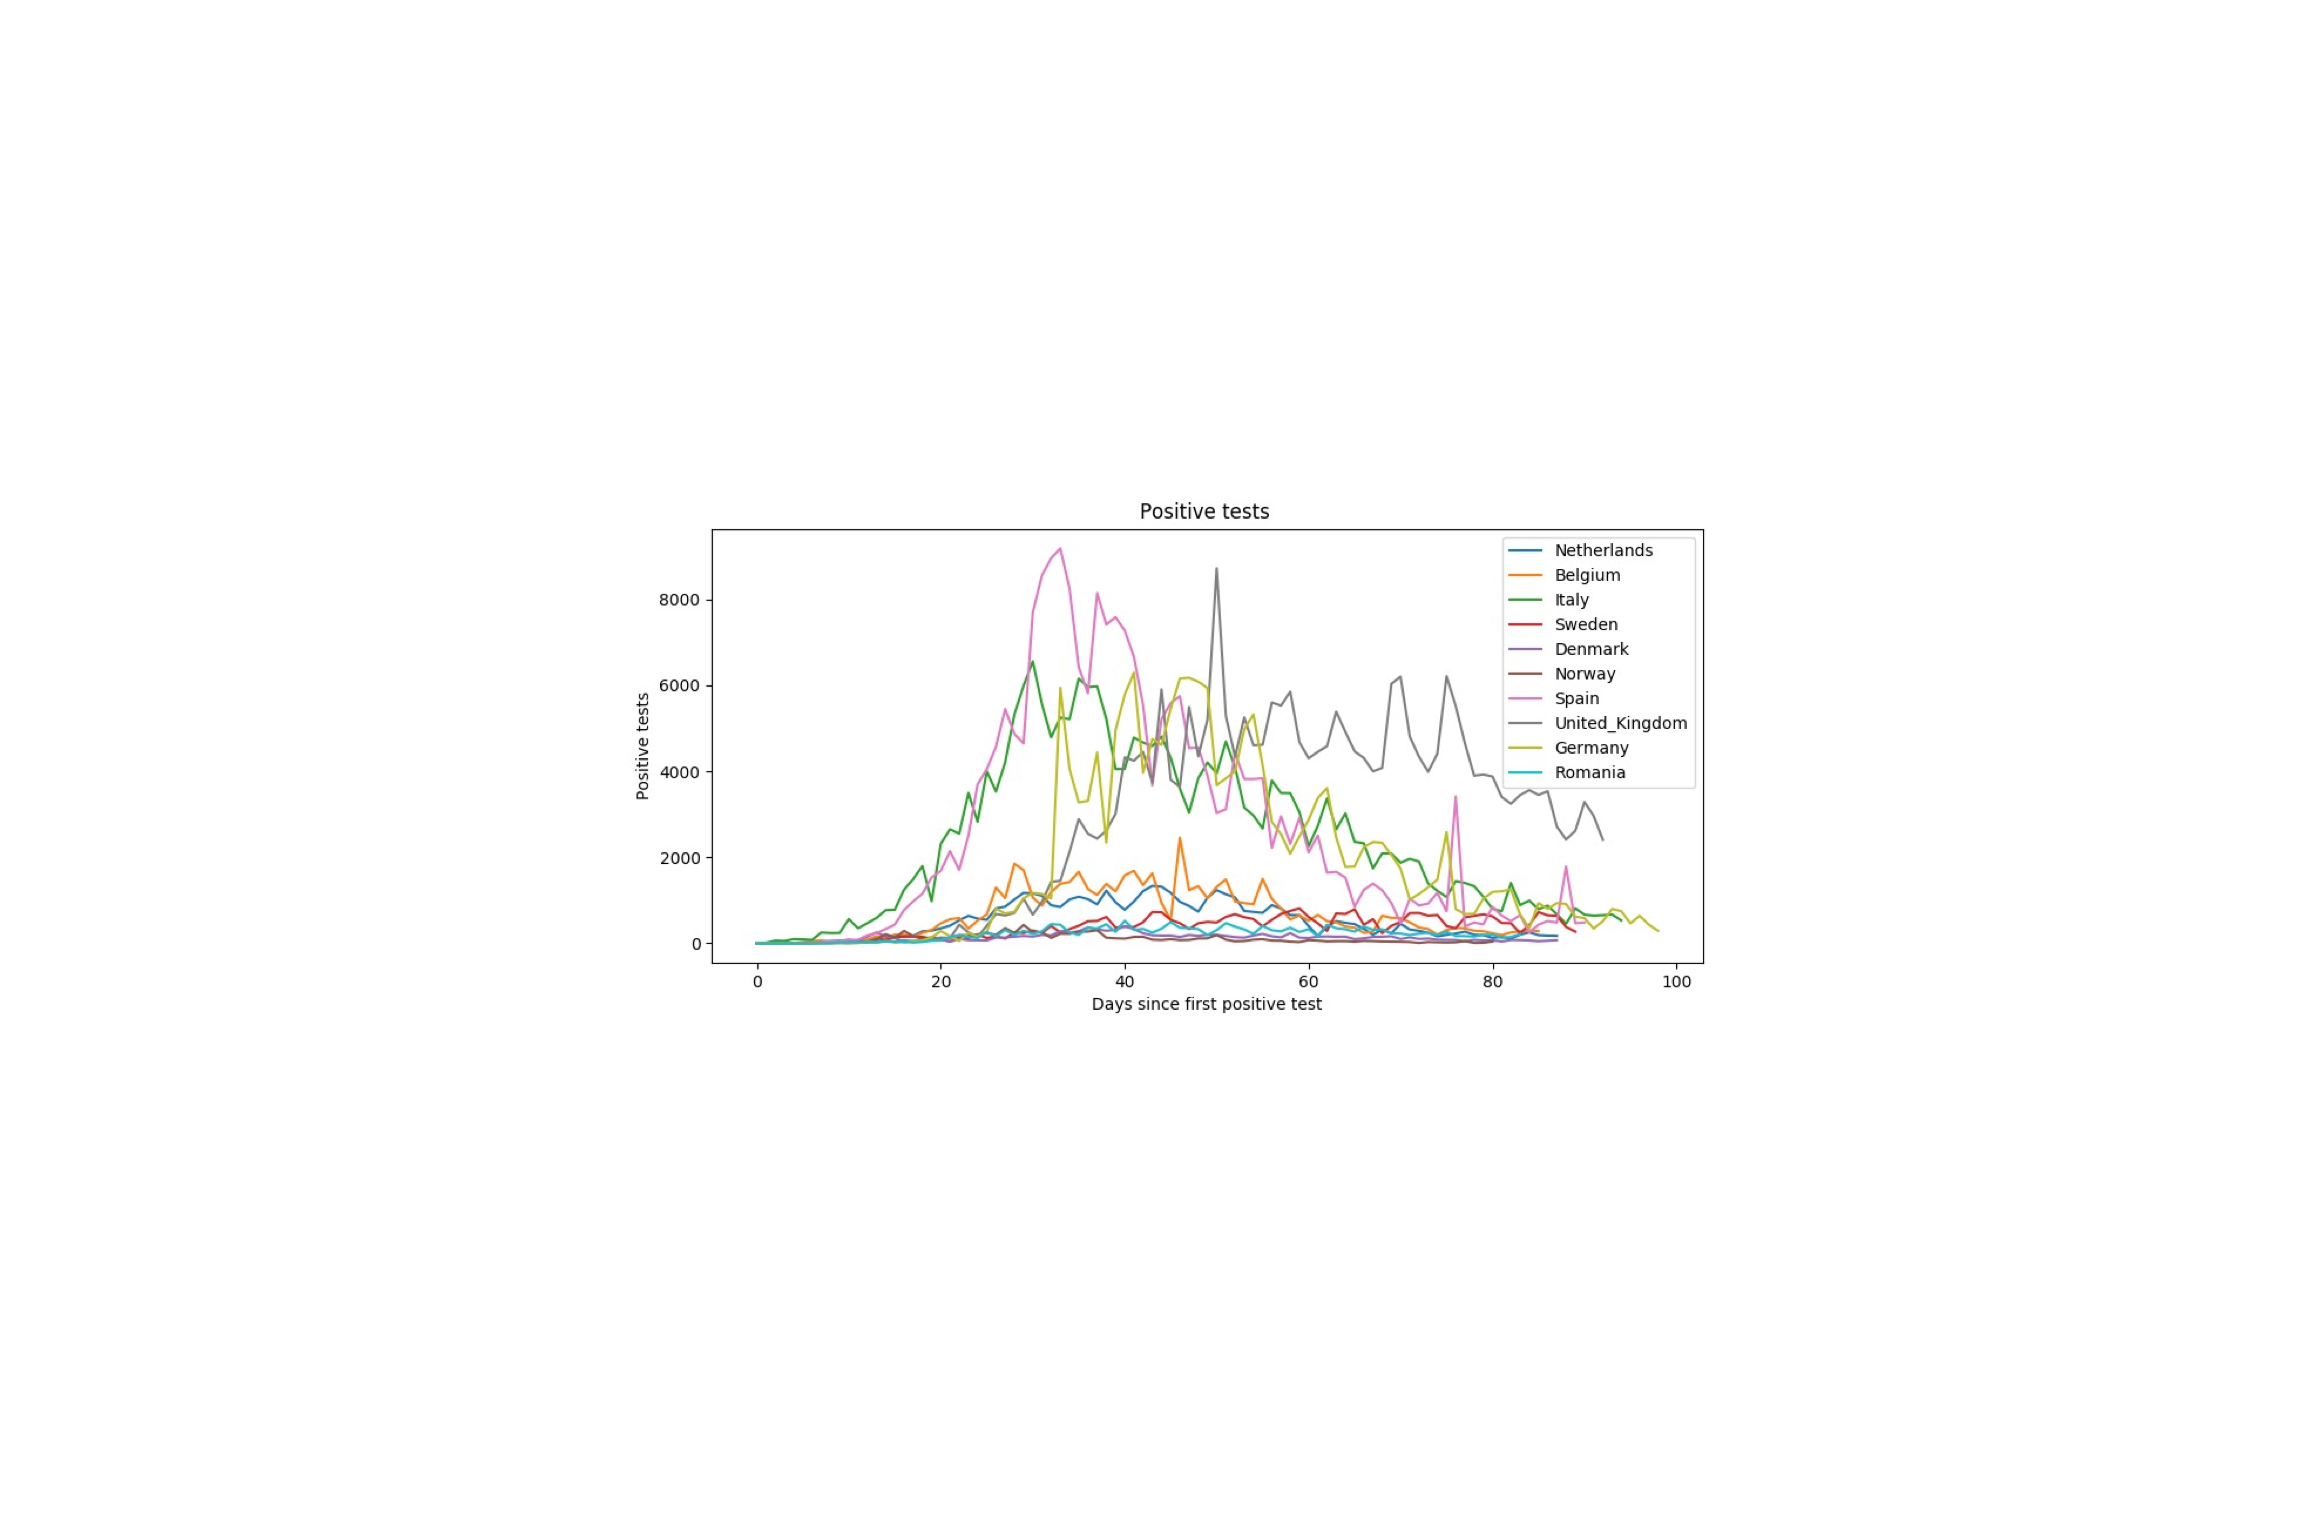 Positive tests
Positive tests
8000
6000
4000
2000
0
0 20 40 60 80 100
Days since first positive test
Netherlands
Belgium
Italy
Sweden
Denmark
Norway
Spain
United_Kingdom
Germany
Romania